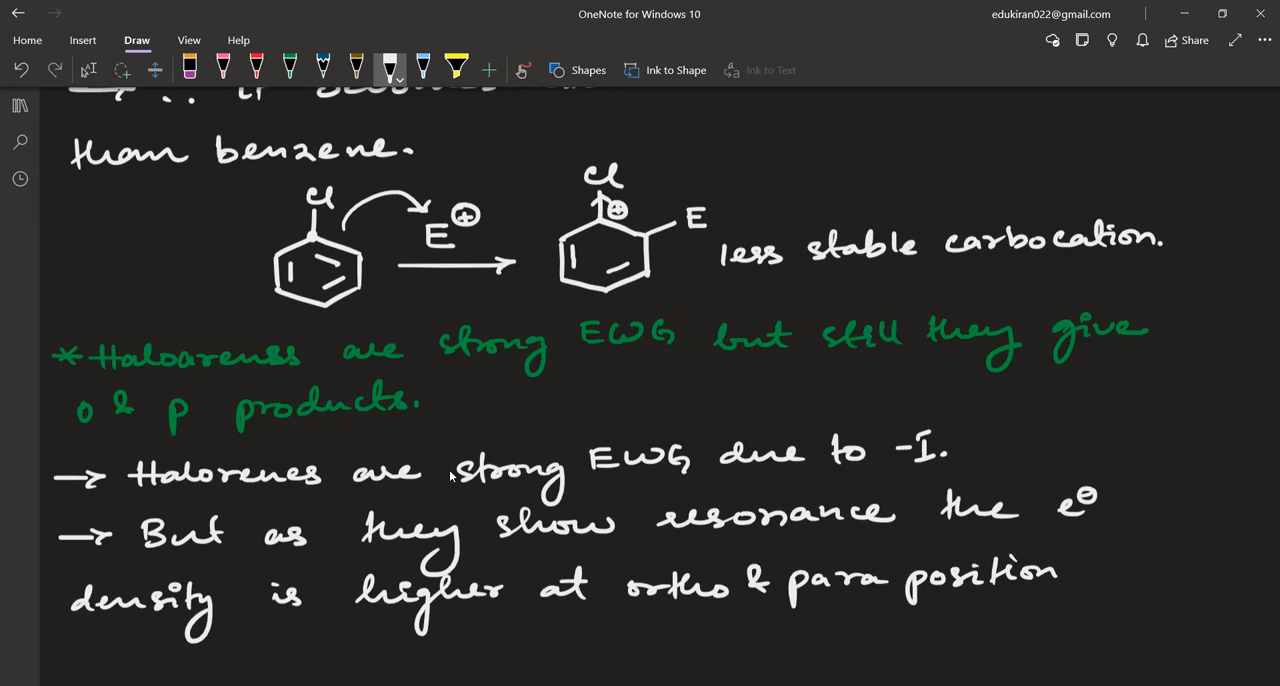 OneNote for Windows 10
edukiran022@gmail.com
Home Insert Draw View Help
Share
Shapes Ink to Shape Ink to Text
than benzene.
Cl E⊕ Cl ⊕ E less stable carbocation.
* Haloarenes are strong EWG but still they give
o & p products.
→ Halorenes are strong EWG due to -I.
→ But as they show resonance the e⊖
density is higher at ortho & para position